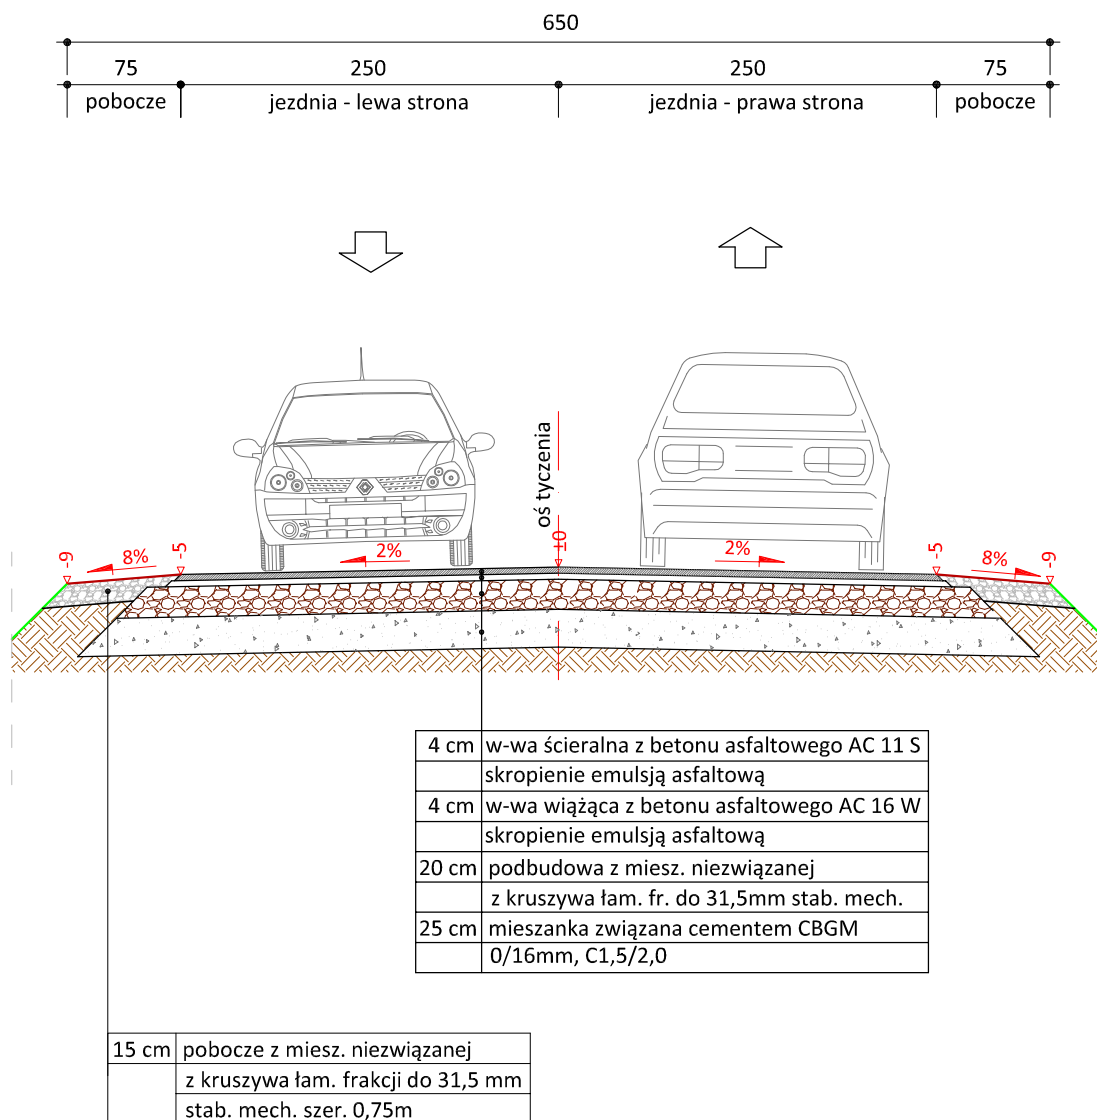 650
75 250 250 75
pobocze jezdnia - lewa strona jezdnia - prawa strona pobocze
oś tyczenia
-9 8% -5 2% ±0 2% -5 8% -9
4 cm w-wa ścieralna z betonu asfaltowego AC 11 S
skropienie emulsją asfaltową
4 cm w-wa wiążąca z betonu asfaltowego AC 16 W
skropienie emulsją asfaltową
20 cm podbudowa z miesz. niezwiązanej
z kruszywa łam. fr. do 31,5mm stab. mech.
25 cm mieszanka związana cementem CBGM
0/16mm, C1,5/2,0
15 cm pobocze z miesz. niezwiązanej
z kruszywa łam. frakcji do 31,5 mm
stab. mech. szer. 0,75m